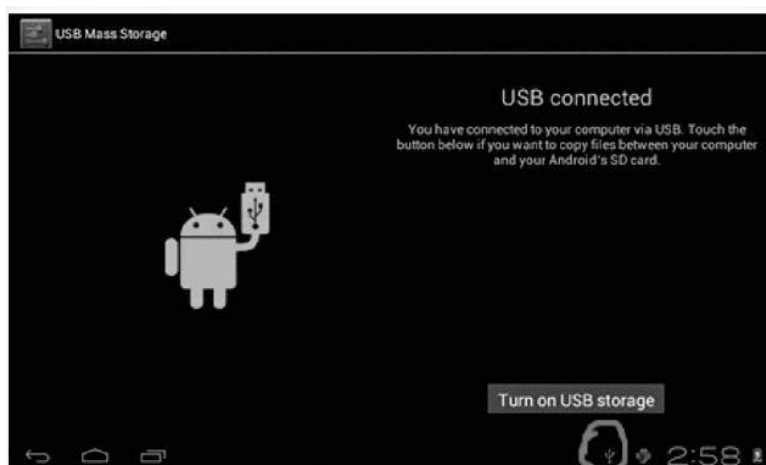 USB Mass Storage
USB connected
You have connected to your computer via USB. Touch the
button below if you want to copy files between your computer
and your Android's SD card.
Turn on USB storage
2:58